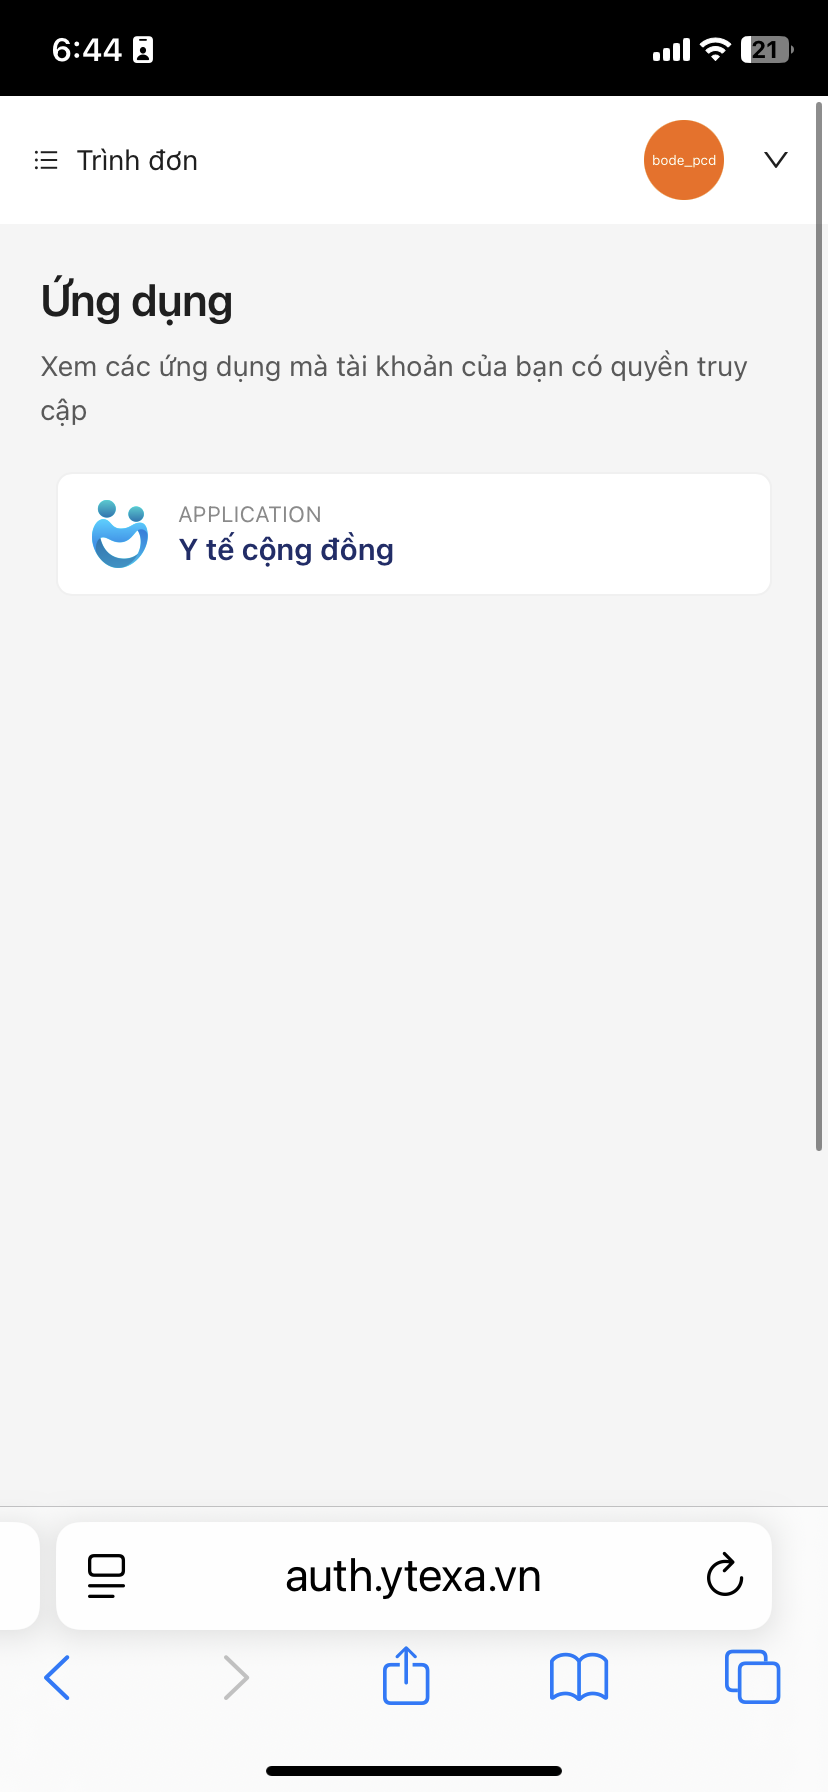 6:44
21
Trình đơn
bode_pcd
Ứng dụng
Xem các ứng dụng mà tài khoản của bạn có quyền truy
cập
APPLICATION
Y tế cộng đồng
auth.ytexa.vn